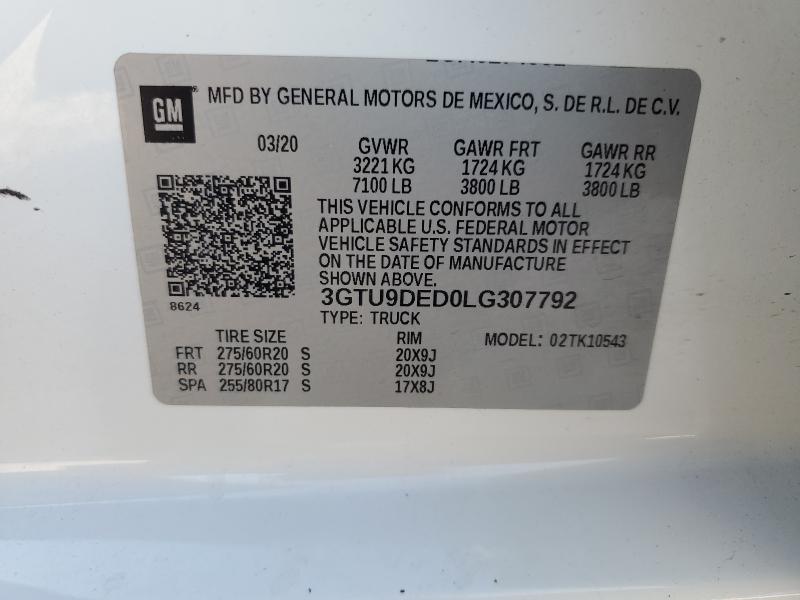 GM
MFD BY GENERAL MOTORS DE MEXICO, S. DE R.L. DE C.V.
03/20 GVWR GAWR FRT GAWR RR
3221 KG 1724 KG 1724 KG
7100 LB 3800 LB 3800 LB
THIS VEHICLE CONFORMS TO ALL
APPLICABLE U.S. FEDERAL MOTOR
VEHICLE SAFETY STANDARDS IN EFFECT
ON THE DATE OF MANUFACTURE
SHOWN ABOVE.
8624
3GTU9DED0LG307792
TYPE: TRUCK
TIRE SIZE RIM MODEL: 02TK10543
FRT 275/60R20 S 20X9J
RR 275/60R20 S 20X9J
SPA 255/80R17 S 17X8J